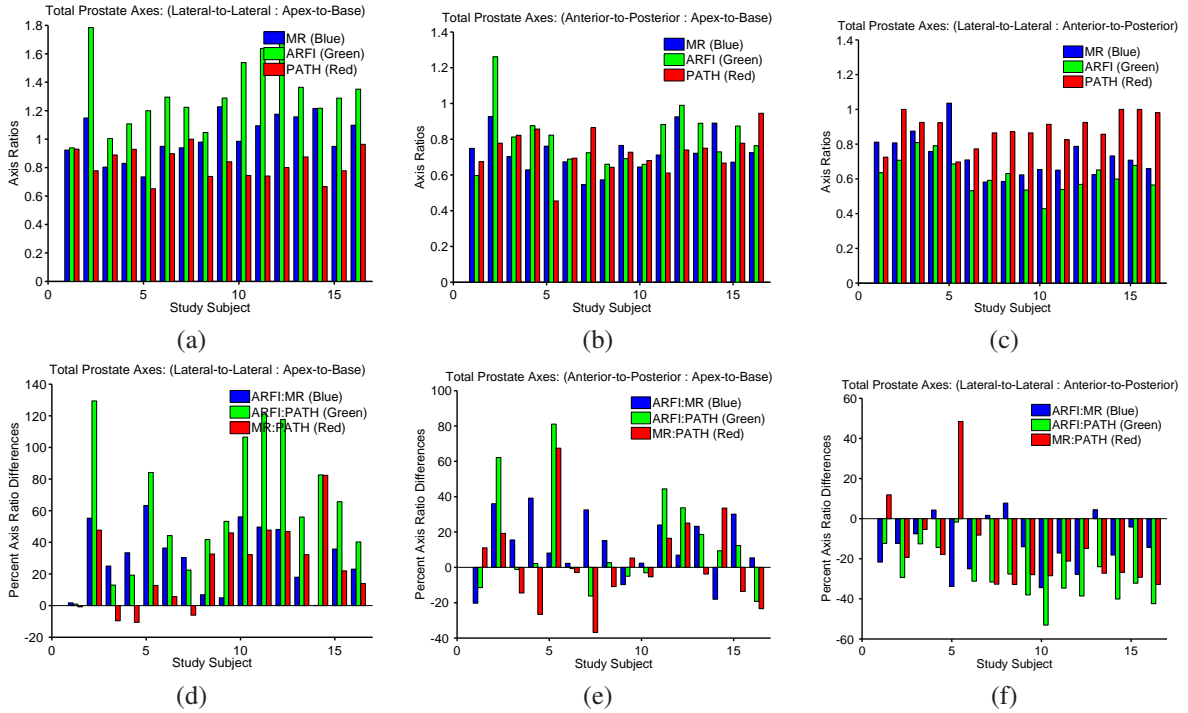 Total Prostate Axes: (Lateral-to-Lateral : Apex-to-Base)
1.8
1.6
1.4
1.2
1
0.8
0.6
0.4
0.2
0
Axis Ratios
MR (Blue)
ARFI (Green)
PATH (Red)
0 5 10 15
Study Subject
(a)
Total Prostate Axes: (Anterior-to-Posterior : Apex-to-Base)
1.4
1.2
1
0.8
0.6
0.4
0.2
0
Axis Ratios
MR (Blue)
ARFI (Green)
PATH (Red)
0 5 10 15
Study Subject
(b)
Total Prostate Axes: (Lateral-to-Lateral : Anterior-to-Posterior)
1.4
1.2
1
0.8
0.6
0.4
0.2
0
Axis Ratios
MR (Blue)
ARFI (Green)
PATH (Red)
0 5 10 15
Study Subject
(c)
Total Prostate Axes: (Lateral-to-Lateral : Apex-to-Base)
140
120
100
80
60
40
20
0
-20
Percent Axis Ratio Differences
ARFI:MR (Blue)
ARFI:PATH (Green)
MR:PATH (Red)
0 5 10 15
Study Subject
(d)
Total Prostate Axes: (Anterior-to-Posterior : Apex-to-Base)
100
80
60
40
20
0
-20
-40
Percent Axis Ratio Differences
ARFI:MR (Blue)
ARFI:PATH (Green)
MR:PATH (Red)
0 5 10 15
Study Subject
(e)
Total Prostate Axes: (Lateral-to-Lateral : Anterior-to-Posterior)
60
40
20
0
-20
-40
-60
Percent Axis Ratio Differences
ARFI:MR (Blue)
ARFI:PATH (Green)
MR:PATH (Red)
0 5 10 15
Study Subject
(f)